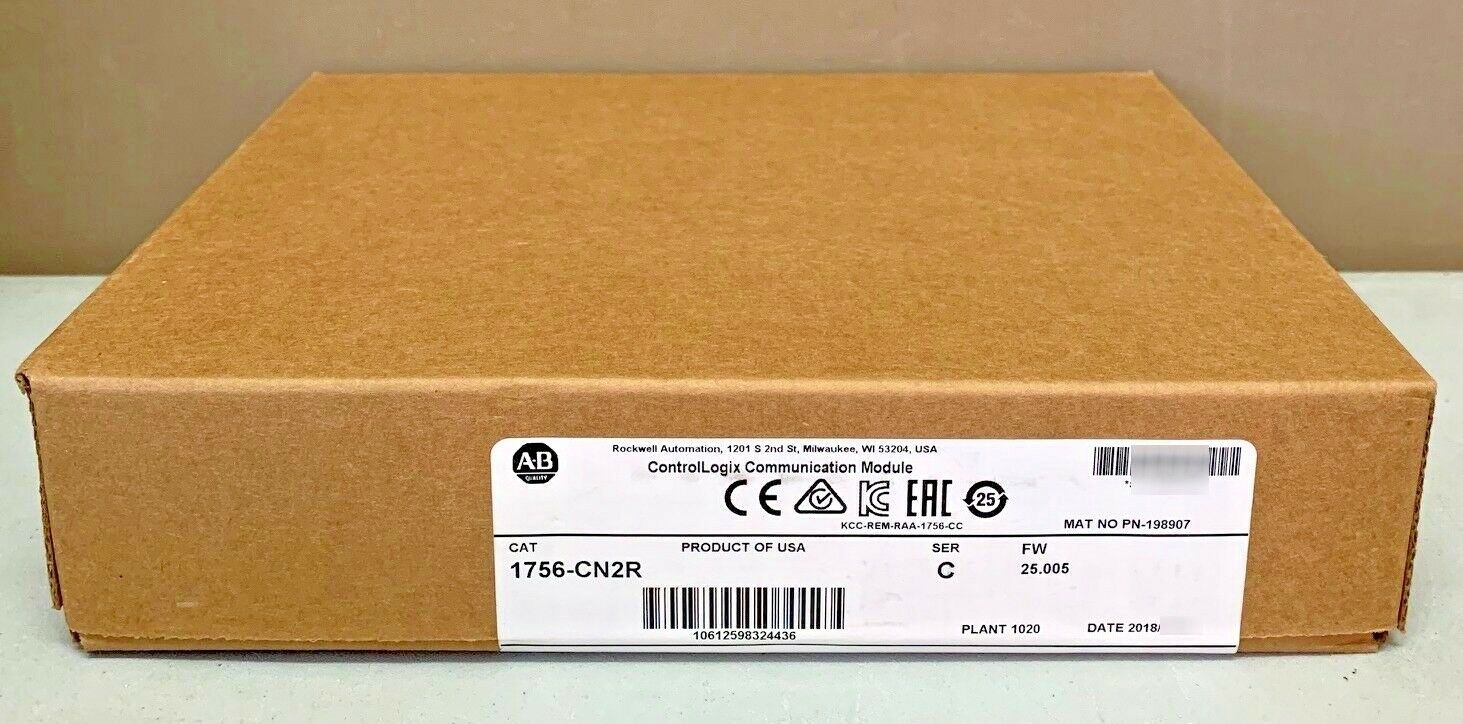 A-B
QUALITY
Rockwell Automation, 1201 S 2nd St, Milwaukee, WI 53204, USA
ControlLogix Communication Module
CE KC EAC 25
KCC-REM-RAA-1756-CC
MAT NO PN-198907
CAT PRODUCT OF USA SER FW
1756-CN2R C 25.005
10612598324436
PLANT 1020 DATE 2018/